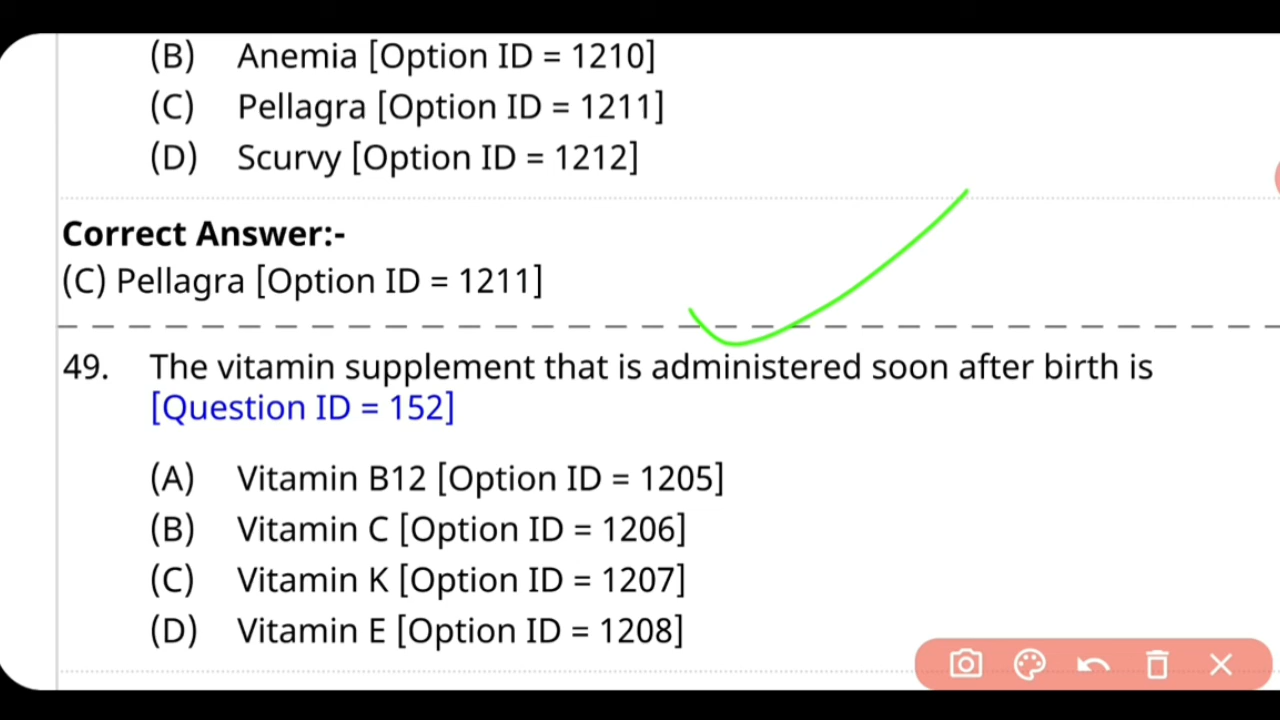 (B) Anemia [Option ID = 1210]
(C) Pellagra [Option ID = 1211]
(D) Scurvy [Option ID = 1212]
Correct Answer:-
(C) Pellagra [Option ID = 1211]
49. The vitamin supplement that is administered soon after birth is
[Question ID = 152]
(A) Vitamin B12 [Option ID = 1205]
(B) Vitamin C [Option ID = 1206]
(C) Vitamin K [Option ID = 1207]
(D) Vitamin E [Option ID = 1208]